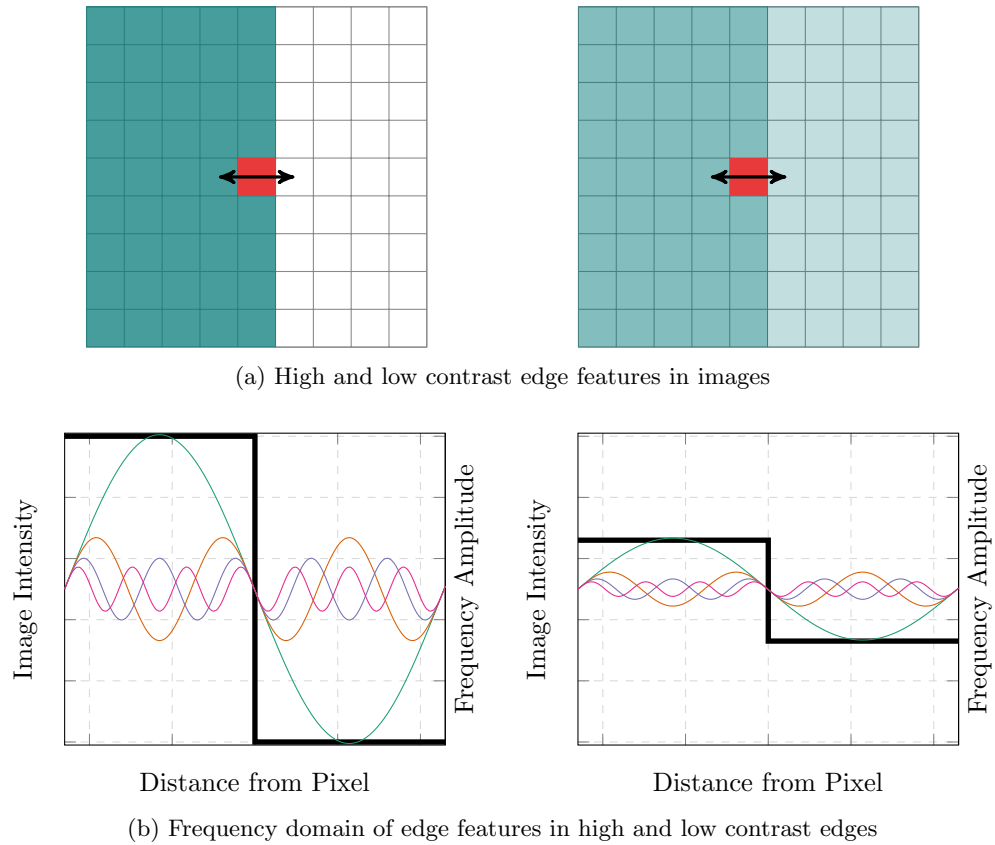 (a) High and low contrast edge features in images
Image Intensity
Frequency Amplitude
Distance from Pixel
Image Intensity
Frequency Amplitude
Distance from Pixel
(b) Frequency domain of edge features in high and low contrast edges